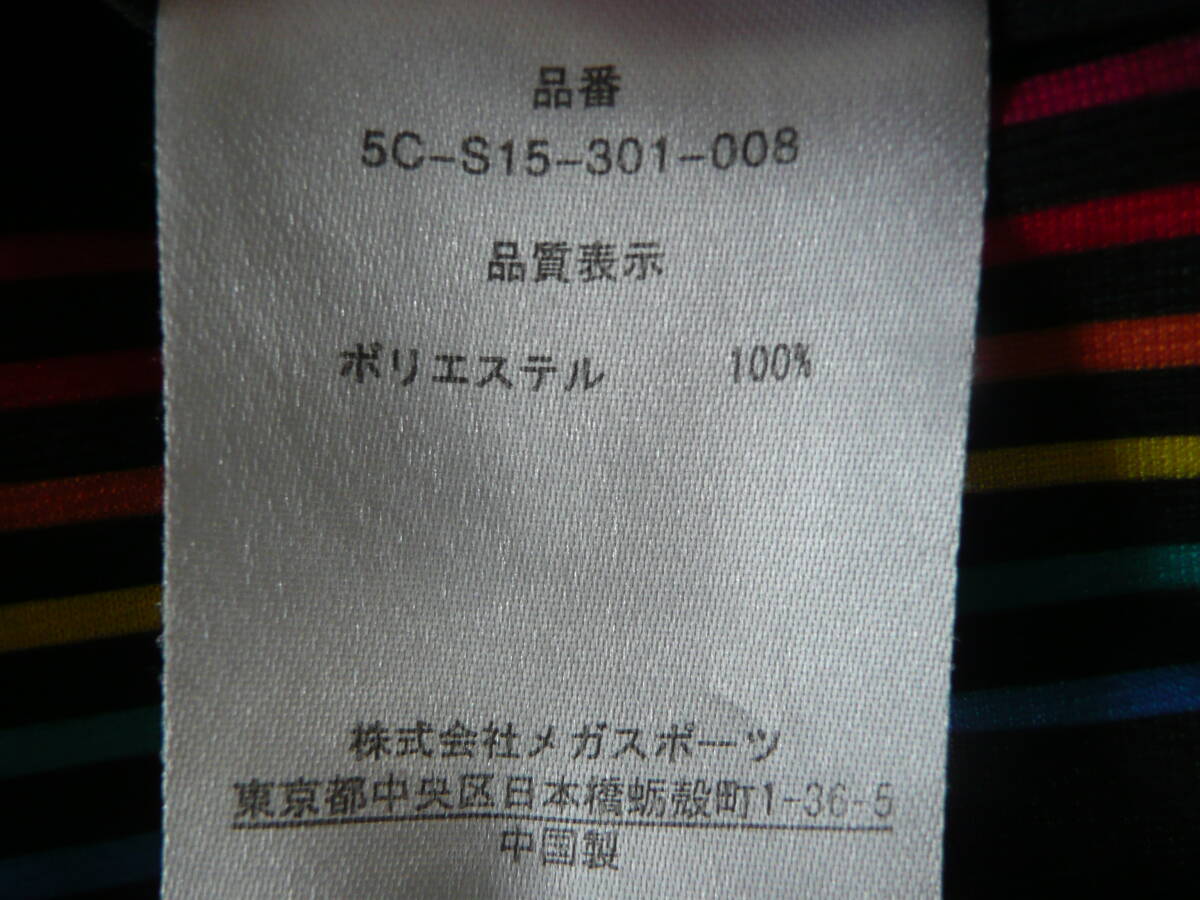 品番
5C-S15-301-008
品質表示
ポリエステル 100%
株式会社メガスポーツ
東京都中央区日本橋蛎殻町1-36-5
中国製